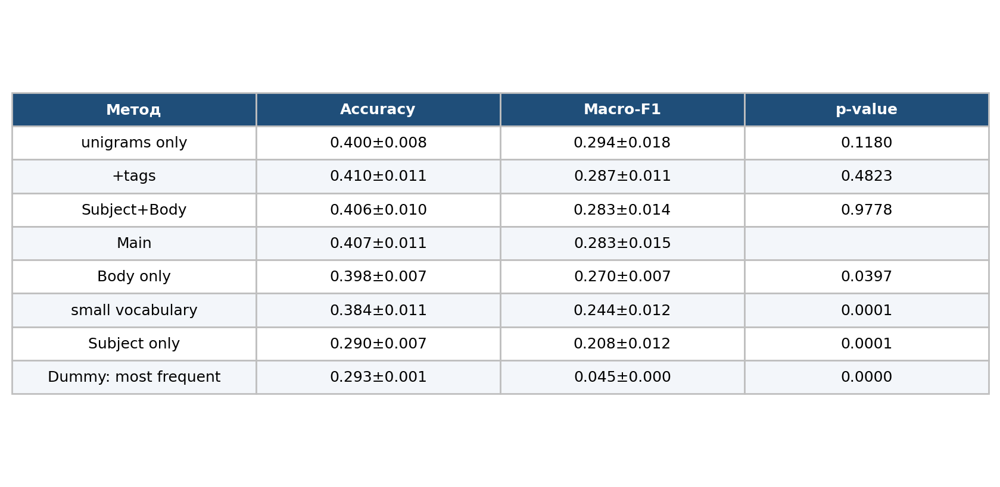 Метод Accuracy Macro-F1 p-value
unigrams only 0.400±0.008 0.294±0.018 0.1180
+tags 0.410±0.011 0.287±0.011 0.4823
Subject+Body 0.406±0.010 0.283±0.014 0.9778
Main 0.407±0.011 0.283±0.015
Body only 0.398±0.007 0.270±0.007 0.0397
small vocabulary 0.384±0.011 0.244±0.012 0.0001
Subject only 0.290±0.007 0.208±0.012 0.0001
Dummy: most frequent 0.293±0.001 0.045±0.000 0.0000